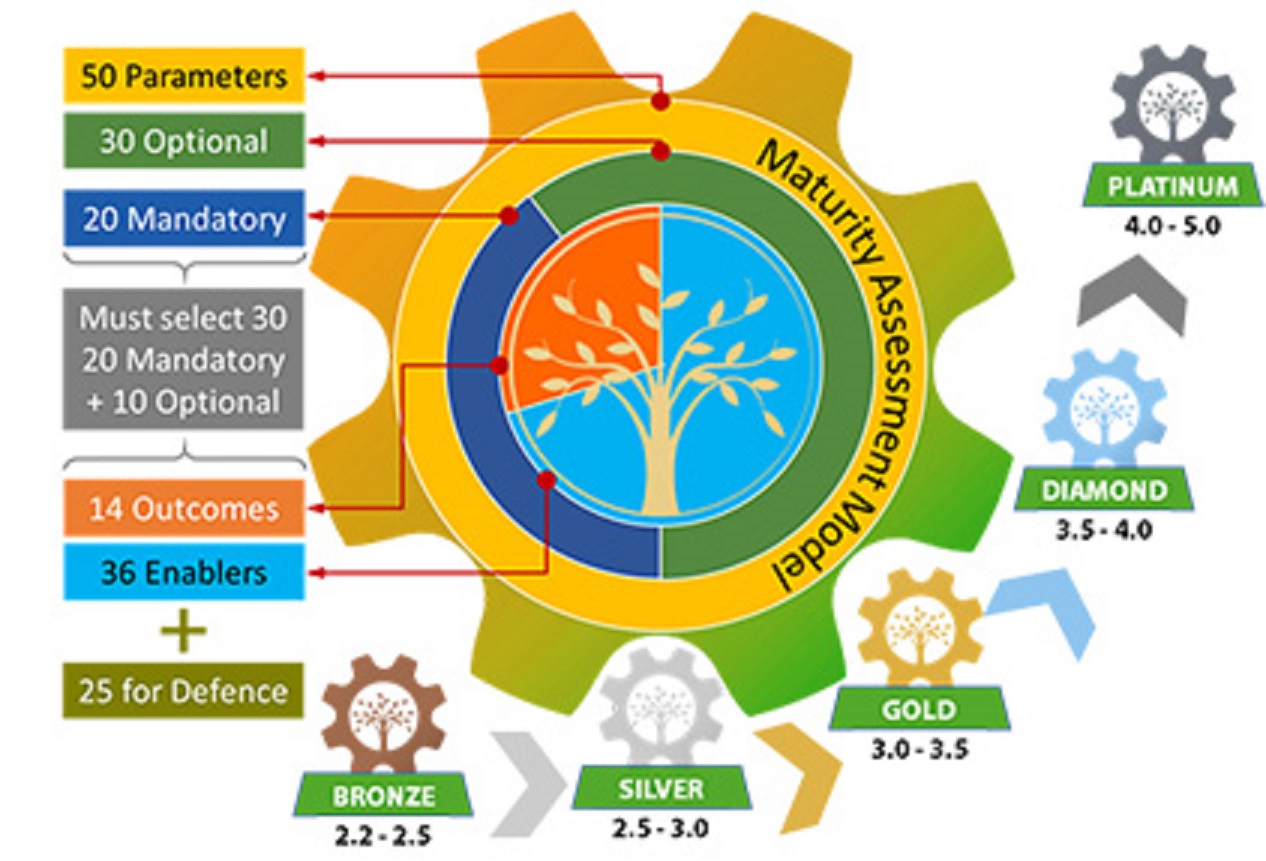 50 Parameters
30 Optional
20 Mandatory
Must select 30
20 Mandatory
+ 10 Optional
14 Outcomes
36 Enablers
+
25 for Defence
Maturity Assessment Model
BRONZE
2.2 - 2.5
SILVER
2.5 - 3.0
GOLD
3.0 - 3.5
DIAMOND
3.5 - 4.0
PLATINUM
4.0 - 5.0